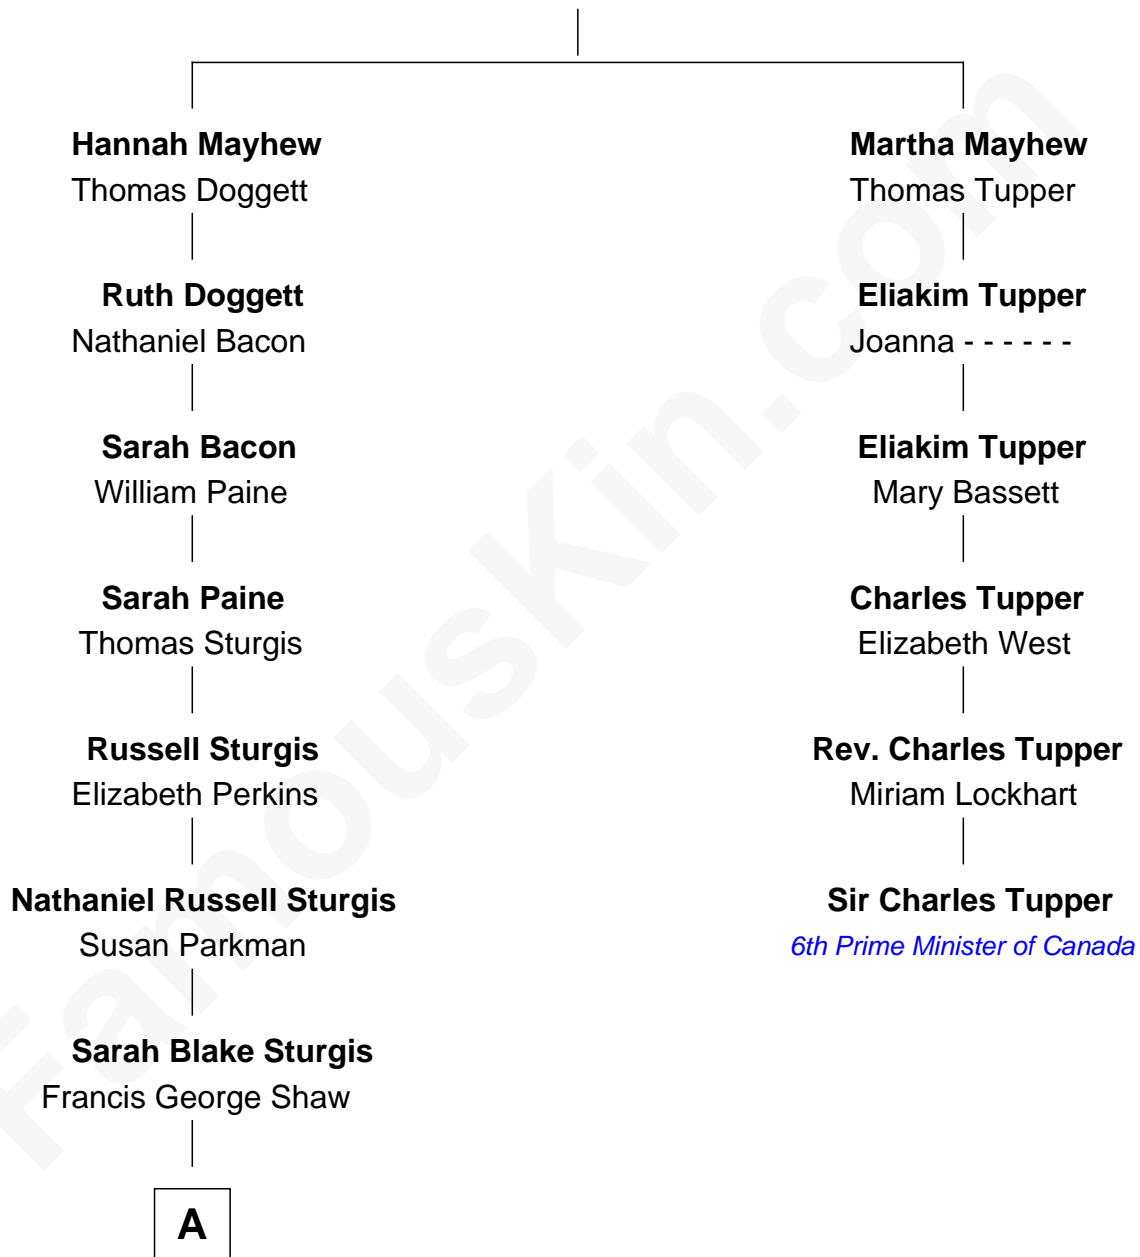 Hannah Mayhew
Thomas Doggett
Martha Mayhew
Thomas Tupper
Ruth Doggett
Nathaniel Bacon
Eliakim Tupper
Joanna - - - - - -
Sarah Bacon
William Paine
Eliakim Tupper
Mary Bassett
Sarah Paine
Thomas Sturgis
Charles Tupper
Elizabeth West
Russell Sturgis
Elizabeth Perkins
Rev. Charles Tupper
Miriam Lockhart
Nathaniel Russell Sturgis
Susan Parkman
Sir Charles Tupper
6th Prime Minister of Canada
Sarah Blake Sturgis
Francis George Shaw
A
FamousKin.com